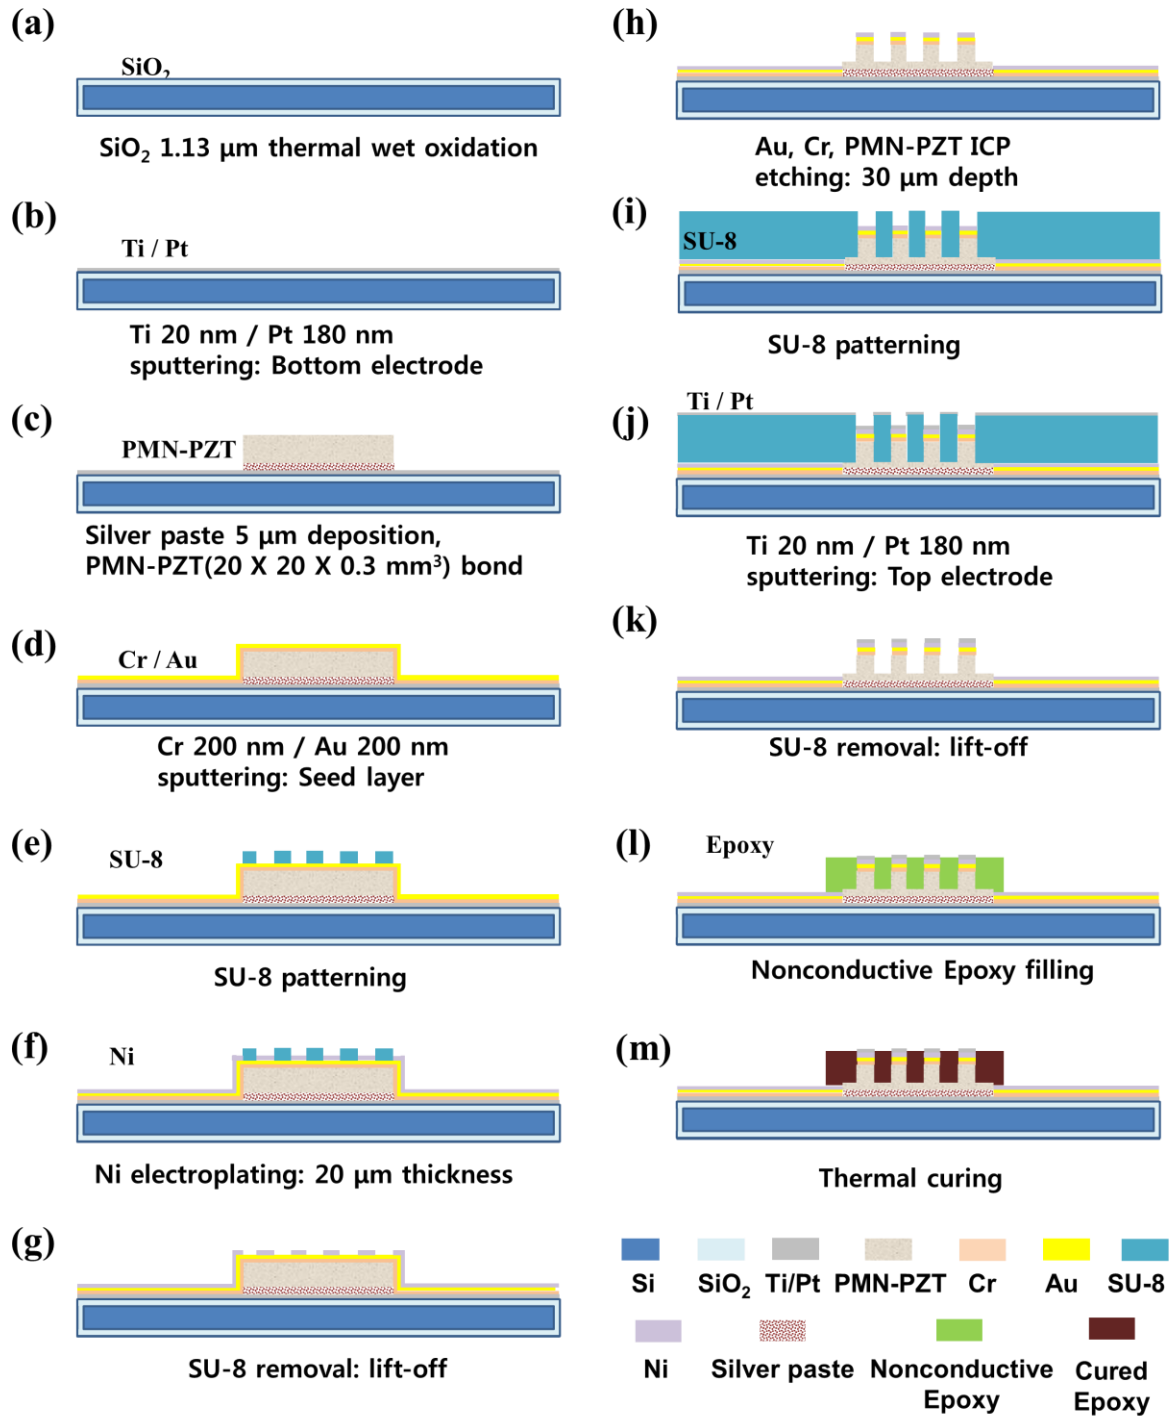 (a)
SiO₂
SiO₂ 1.13 μm thermal wet oxidation
(b)
Ti / Pt
Ti 20 nm / Pt 180 nm
sputtering: Bottom electrode
(c)
PMN-PZT
Silver paste 5 μm deposition,
PMN-PZT(20 X 20 X 0.3 mm³) bond
(d)
Cr / Au
Cr 200 nm / Au 200 nm
sputtering: Seed layer
(e)
SU-8
SU-8 patterning
(f)
Ni
Ni electroplating: 20 μm thickness
(g)
SU-8 removal: lift-off
(h)
Au, Cr, PMN-PZT ICP
etching: 30 μm depth
(i)
SU-8
SU-8 patterning
(j)
Ti / Pt
Ti 20 nm / Pt 180 nm
sputtering: Top electrode
(k)
SU-8 removal: lift-off
(l)
Epoxy
Nonconductive Epoxy filling
(m)
Thermal curing
Si SiO₂ Ti/Pt PMN-PZT Cr Au SU-8
Ni Silver paste Nonconductive Epoxy Cured Epoxy